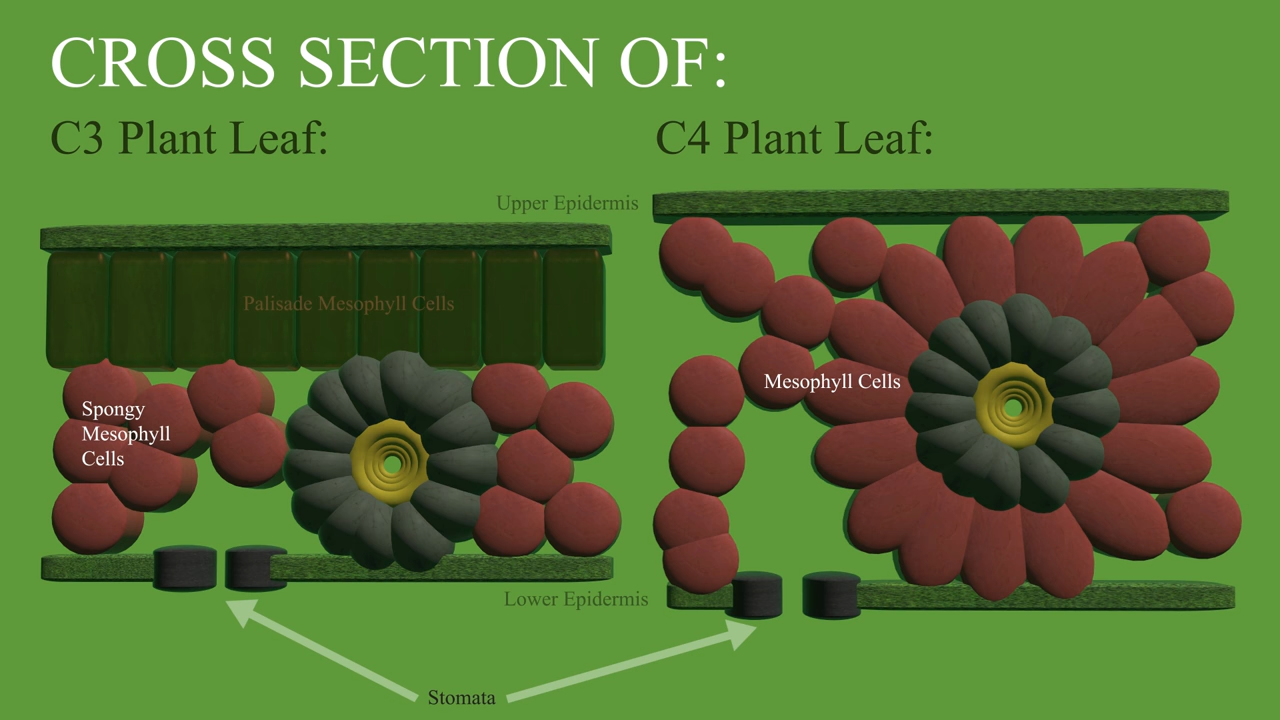 CROSS SECTION OF:
C3 Plant Leaf:
C4 Plant Leaf:
Upper Epidermis
Palisade Mesophyll Cells
Spongy
Mesophyll
Cells
Mesophyll Cells
Lower Epidermis
Stomata